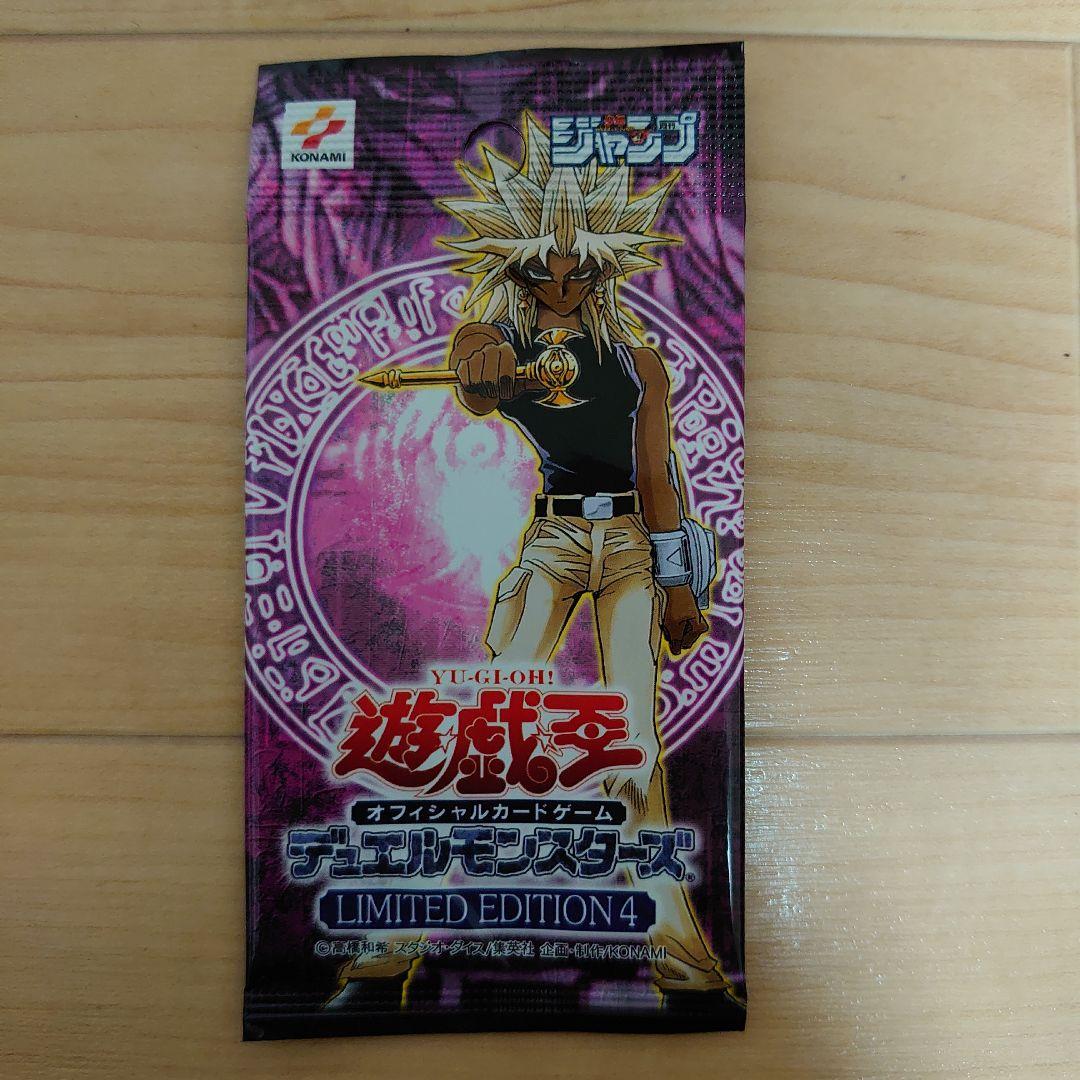 KONAMI
ジャンプ
YU-GI-OH!
遊☆戯☆王
オフィシャルカードゲーム
デュエルモンスターズ®
LIMITED EDITION 4
©高橋和希 スタジオ・ダイス/集英社 企画・制作/KONAMI